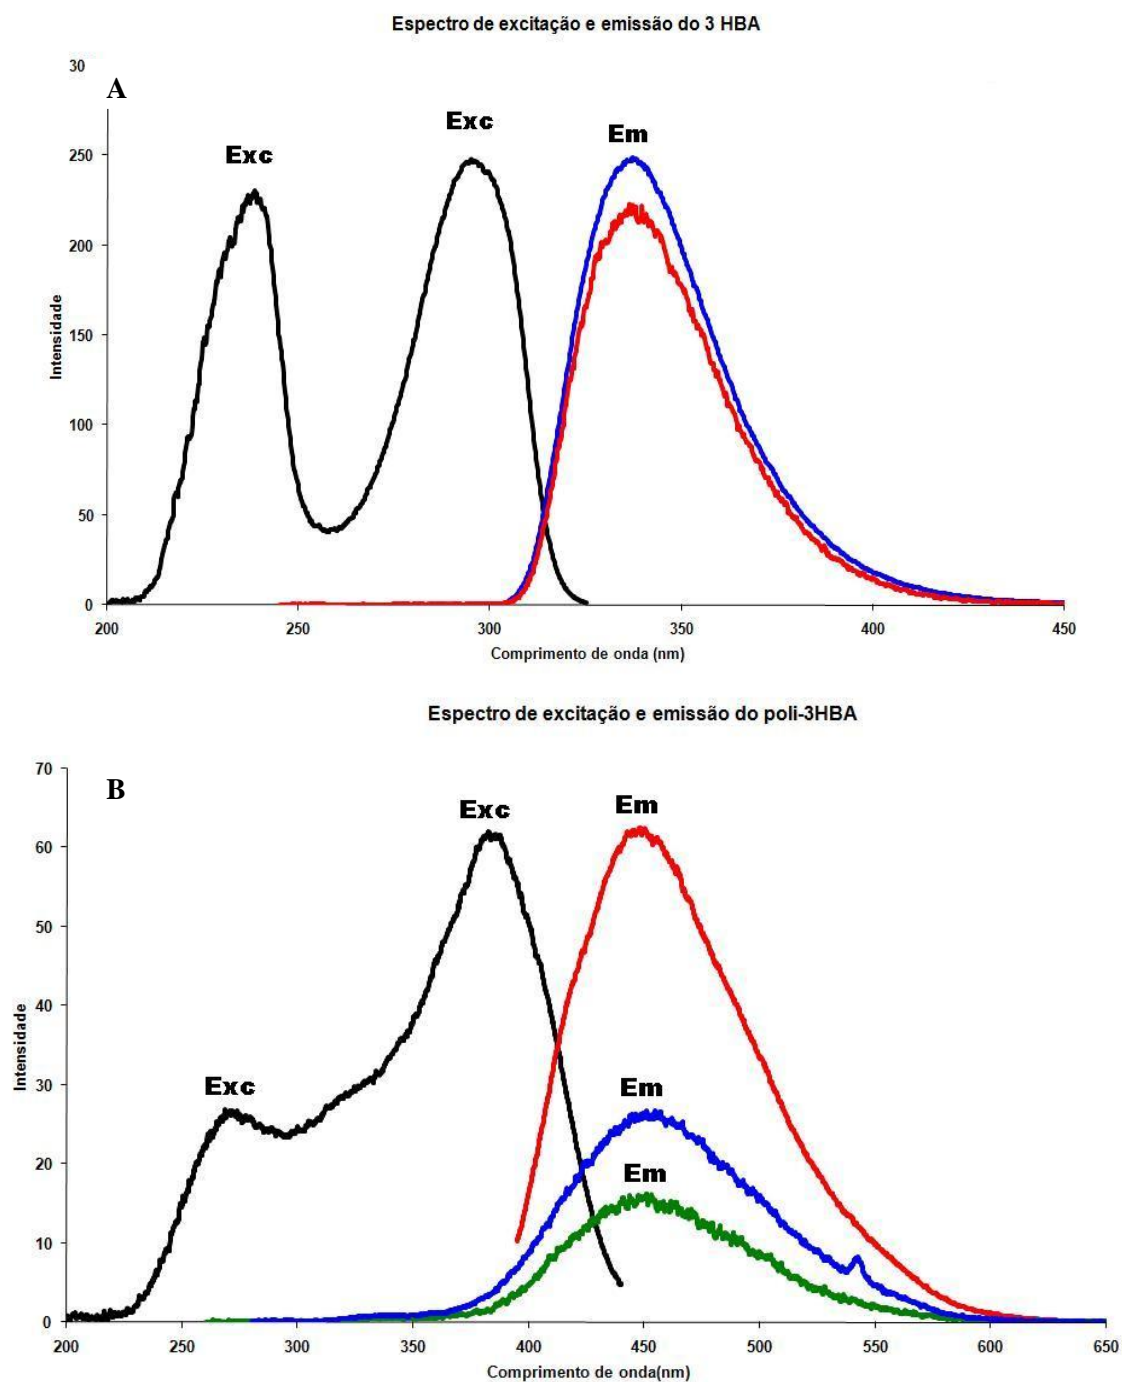 Espectro de excitação e emissão do 3 HBA
30
A
Exc
Exc
Em
250
200
150
100
50
0
Intensidade
200 250 300 350 400 450
Comprimento de onda (nm)
Espectro de excitação e emissão do poli-3HBA
70
B
Exc
Em
60
50
40
30
20
10
0
Exc
Em
Em
Intensidade
200 250 300 350 400 450 500 550 600 650
Comprimento de onda(nm)